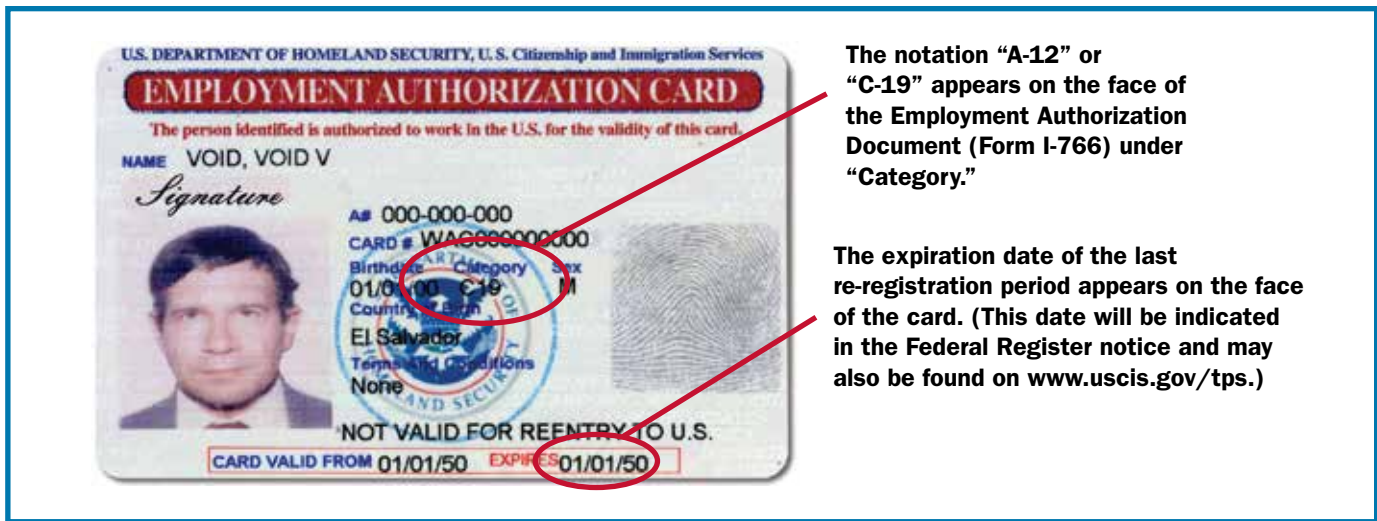 U.S. DEPARTMENT OF HOMELAND SECURITY, U. S. Citizenship and Immigration Services
EMPLOYMENT AUTHORIZATION CARD
The person identified is authorized to work in the U.S. for the validity of this card.
NAME VOID, VOID V
Signature
A# 000-000-000
CARD # WAC000000000
Birthdate Category Sex
01/01/00 C19 M
Country of Birth
El Salvador
Terms and Conditions
None
NOT VALID FOR REENTRY TO U.S.
CARD VALID FROM 01/01/50 EXPIRES 01/01/50
The notation “A-12” or
“C-19” appears on the face of
the Employment Authorization
Document (Form I-766) under
“Category.”
The expiration date of the last
re-registration period appears on the face
of the card. (This date will be indicated
in the Federal Register notice and may
also be found on www.uscis.gov/tps.)